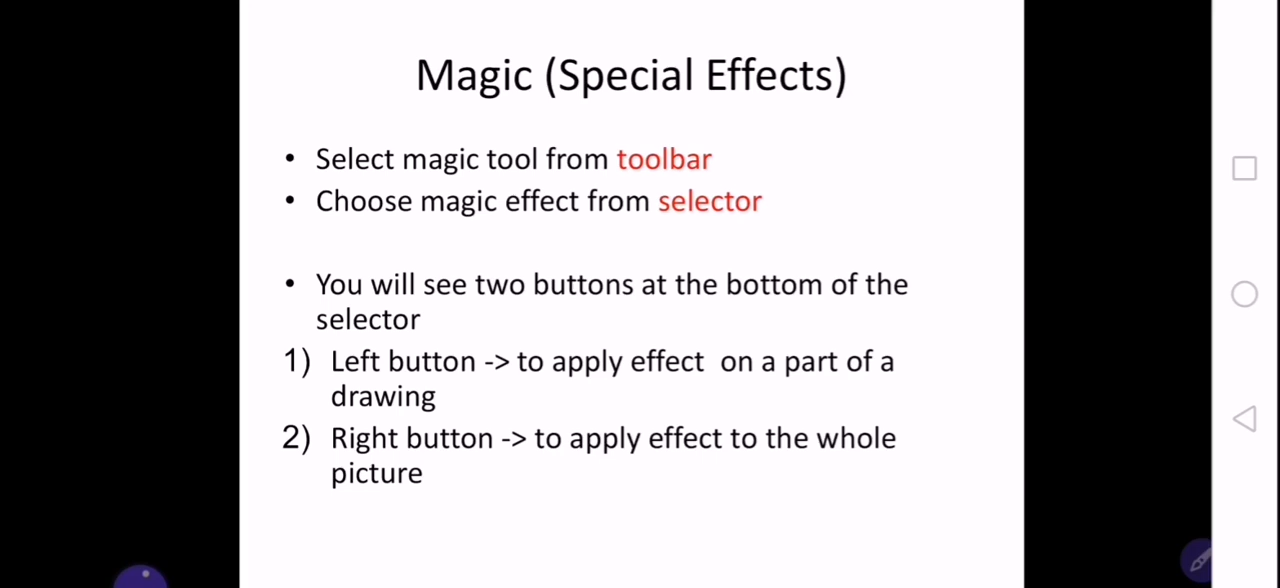 Magic (Special Effects)
• Select magic tool from toolbar
• Choose magic effect from selector
• You will see two buttons at the bottom of the
selector
1) Left button -> to apply effect on a part of a
drawing
2) Right button -> to apply effect to the whole
picture